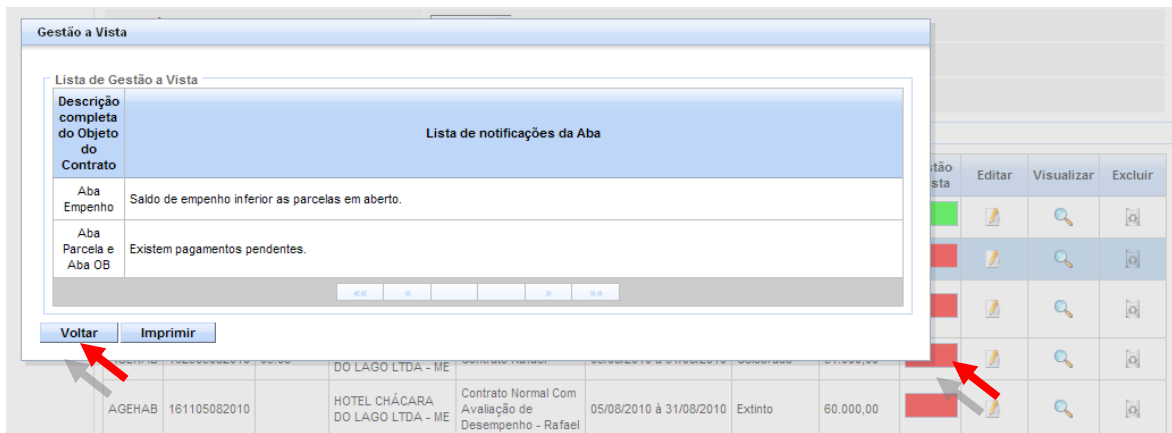 Gestão a Vista
Lista de Gestão a Vista
Descrição
completa
do Objeto
do
Contrato
Lista de notificações da Aba
Aba
Empenho
Saldo de empenho inferior as parcelas em aberto.
Aba
Parcela e
Aba OB
Existem pagamentos pendentes.
«« « » »»
Voltar Imprimir
Editar Visualizar Excluir
DO LAGO LTDA - ME
AGEHAB 161105082010 HOTEL CHÁCARA
DO LAGO LTDA - ME Contrato Normal Com
Avaliação de
Desempenho - Rafael 05/08/2010 à 31/08/2010 Extinto 60.000,00